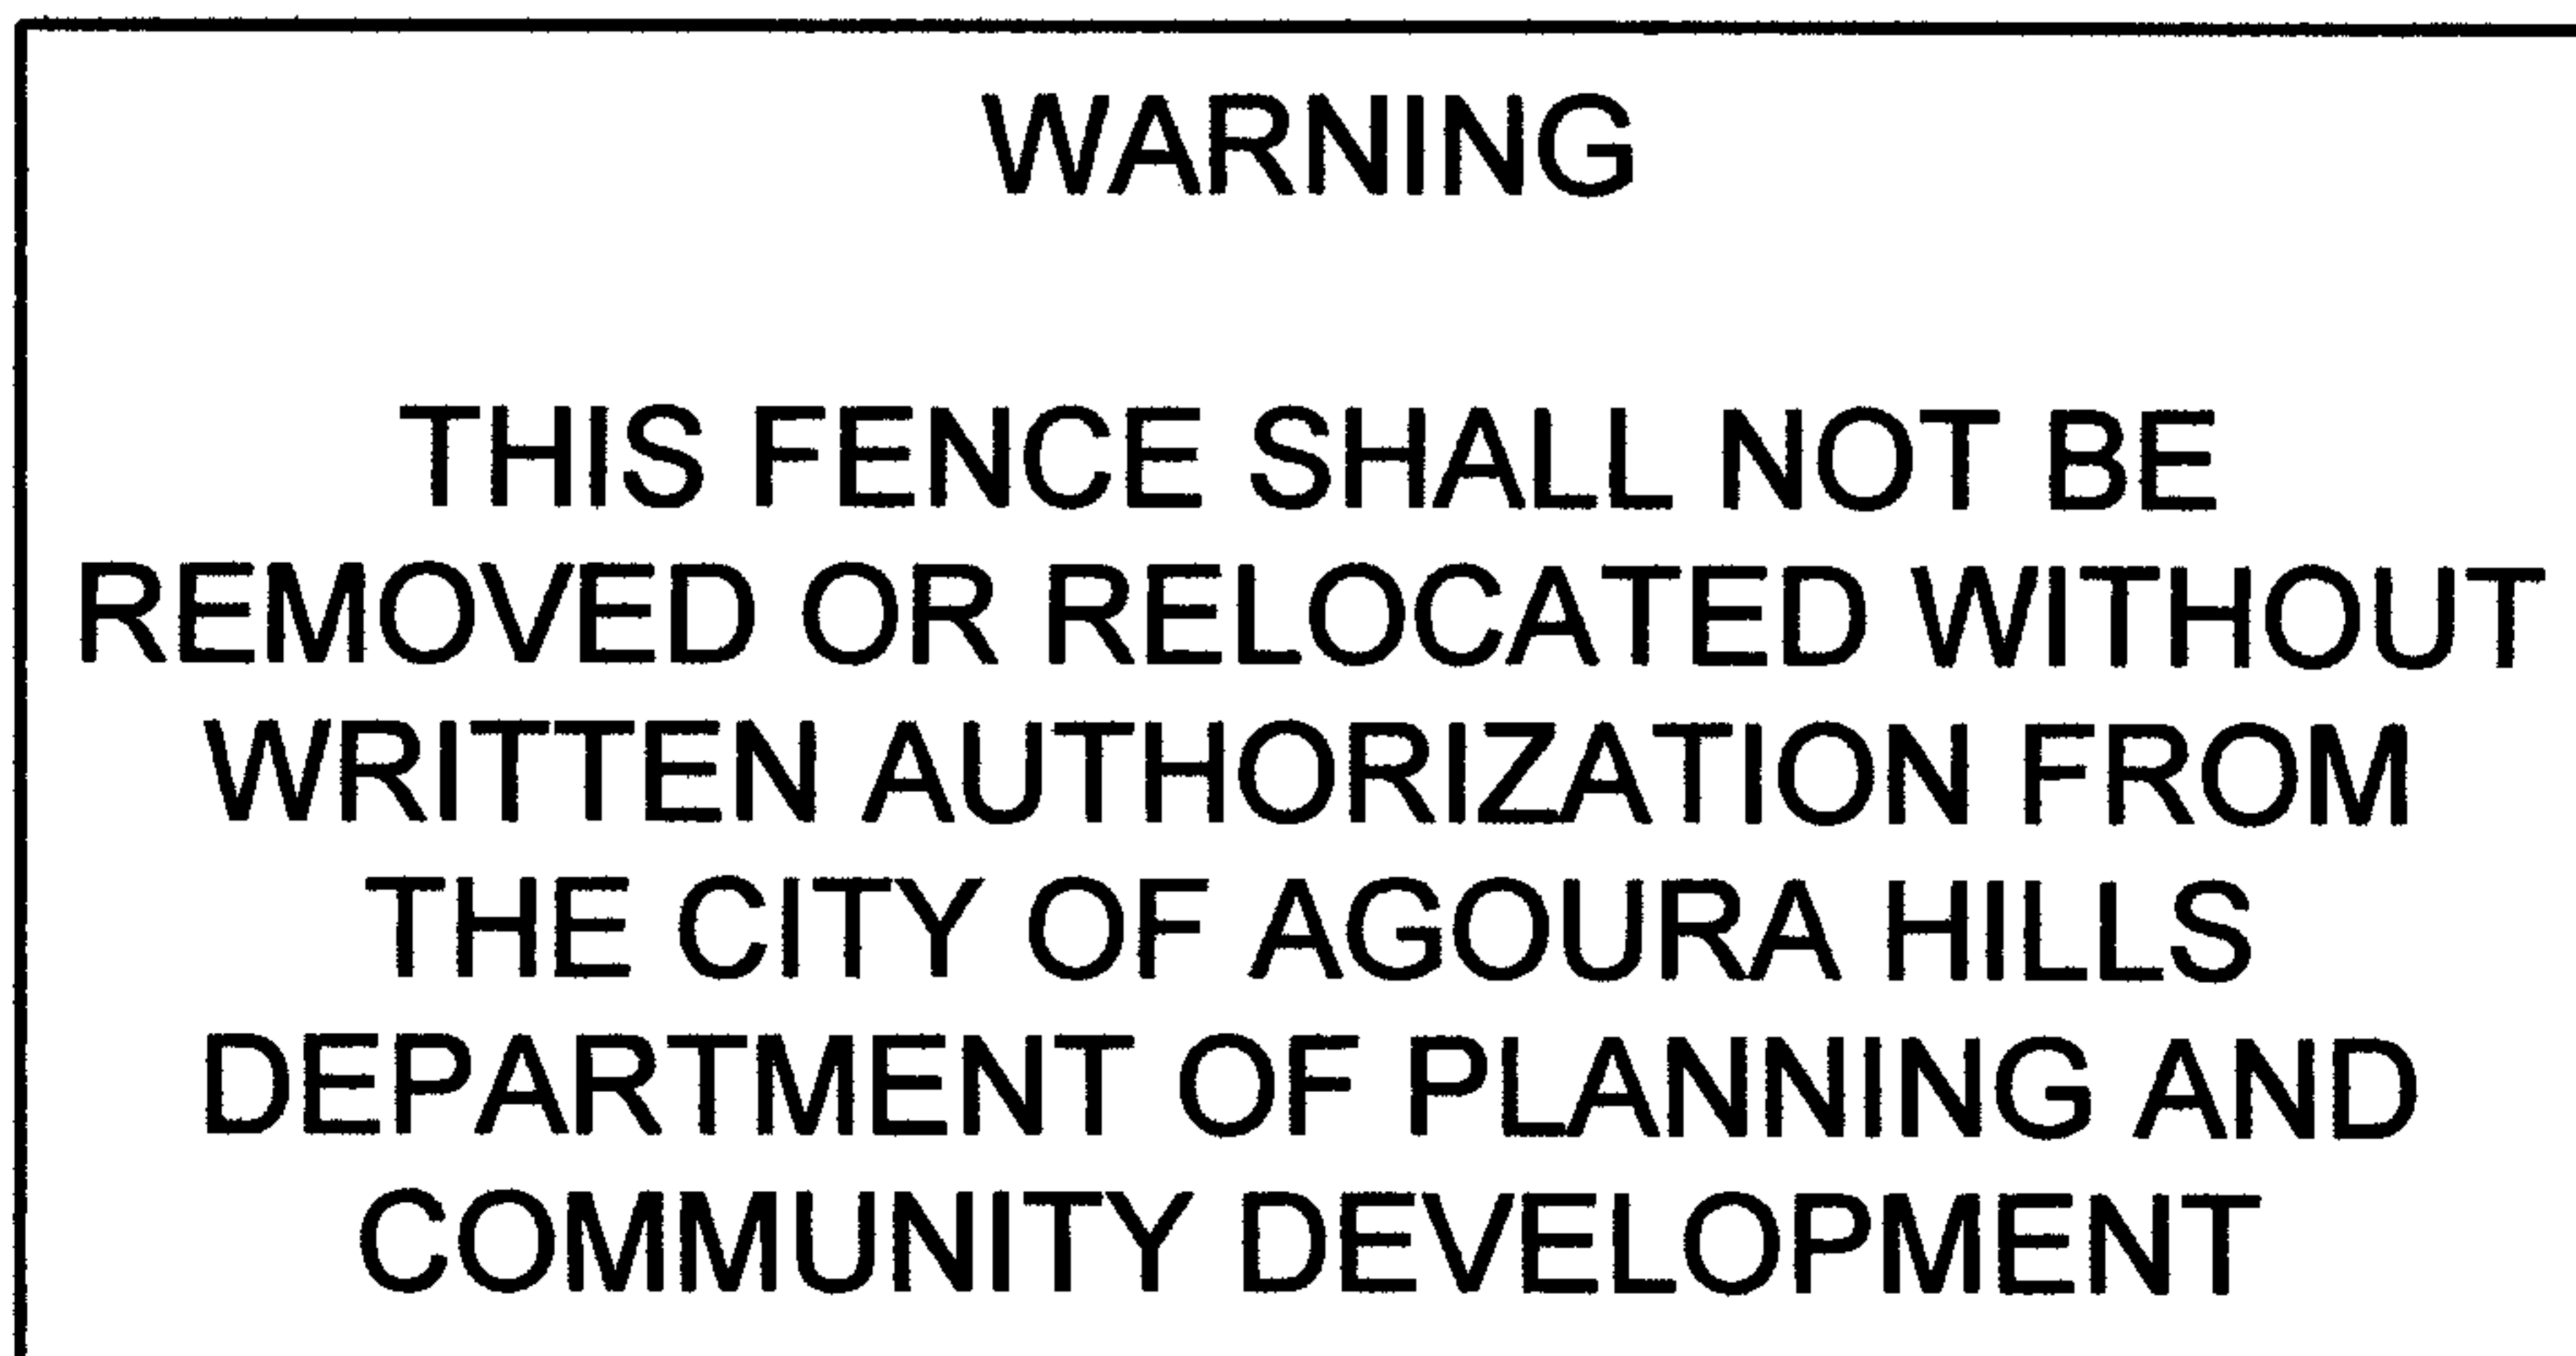 WARNING
THIS FENCE SHALL NOT BE
REMOVED OR RELOCATED WITHOUT
WRITTEN AUTHORIZATION FROM
THE CITY OF AGOURA HILLS
DEPARTMENT OF PLANNING AND
COMMUNITY DEVELOPMENT